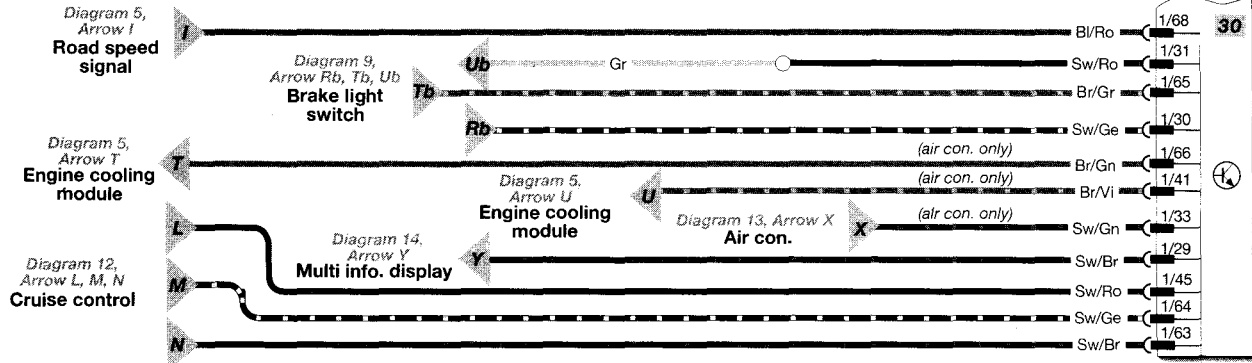 Diagram 5,
Arrow I
Road speed
signal
I
Bl/Ro
1/68
30
Diagram 9,
Arrow Rb, Tb, Ub
Brake light
switch
Ub
Gr
Sw/Ro
1/31
Tb
Br/Gr
1/65
Rb
Sw/Ge
1/30
Diagram 5,
Arrow T
Engine cooling
module
T
(air con. only)
Br/Gn
1/66
Diagram 5,
Arrow U
Engine cooling
module
U
(air con. only)
Br/Vi
1/41
Diagram 13, Arrow X
Air con.
X
(air con. only)
Sw/Gn
1/33
Diagram 14,
Arrow Y
Multi info. display
Y
Sw/Br
1/29
Diagram 12,
Arrow L, M, N
Cruise control
L
Sw/Ro
1/45
M
Sw/Ge
1/64
N
Sw/Br
1/63